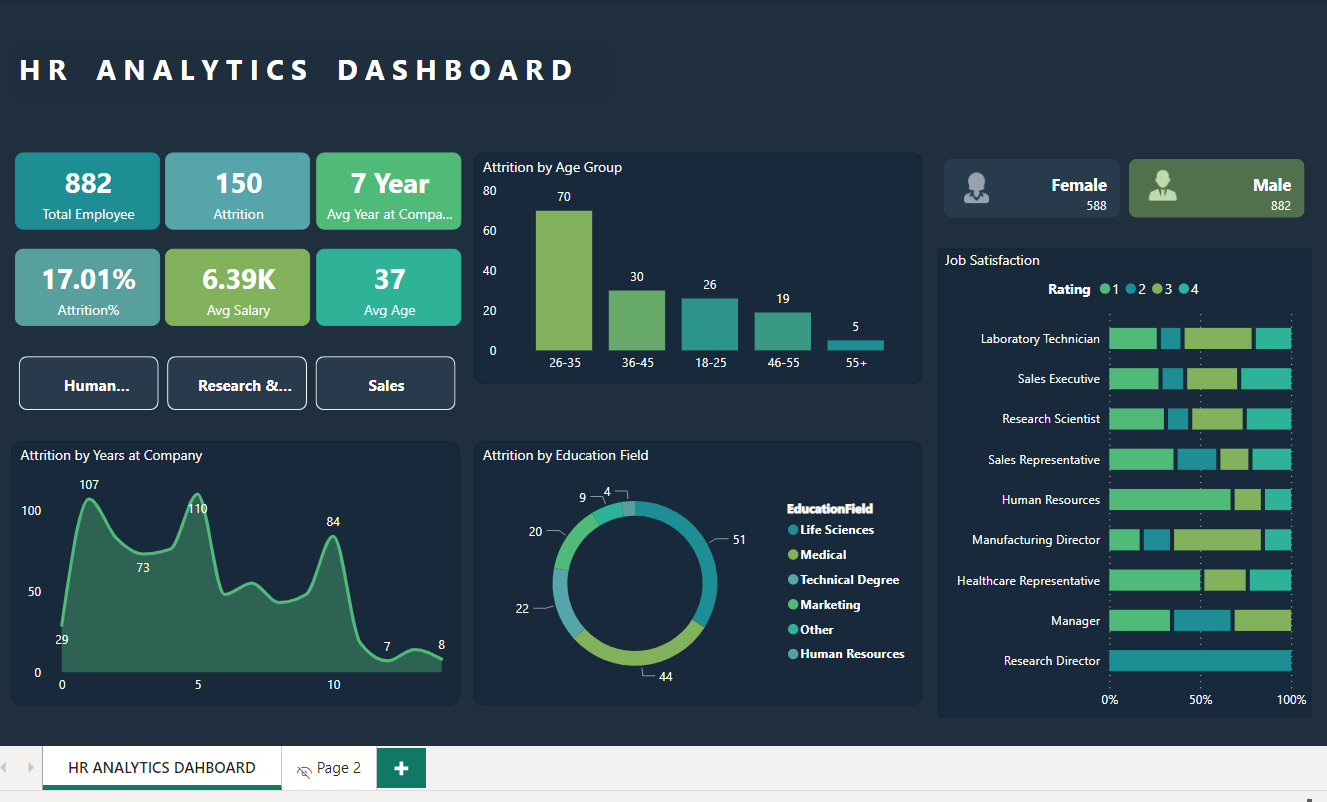 HR ANALYTICS DASHBOARD
882
Total Employee
150
Attrition
7 Year
Avg Year at Compa...
17.01%
Attrition%
6.39K
Avg Salary
37
Avg Age
Human...
Research &...
Sales
Attrition by Age Group
80
60
40
20
0
70
30
26
19
5
26-35
36-45
18-25
46-55
55+
Female
588
Male
882
Job Satisfaction
Rating 1 2 3 4
Laboratory Technician
Sales Executive
Research Scientist
Sales Representative
Human Resources
Manufacturing Director
Healthcare Representative
Manager
Research Director
0% 50% 100%
Attrition by Years at Company
100
50
0
107
110
84
73
29
7
8
0 5 10
Attrition by Education Field
4
9
20
22
44
51
EducationField
Life Sciences
Medical
Technical Degree
Marketing
Other
Human Resources
HR ANALYTICS DAHBOARD
Page 2
+